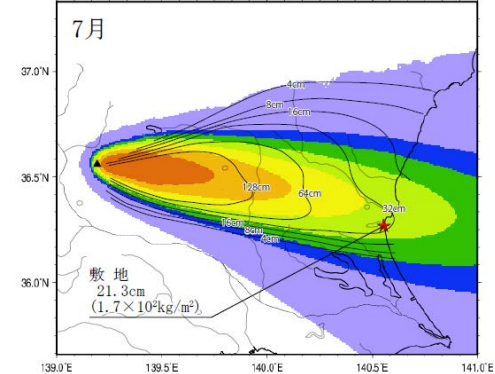 7月
37.0°N
36.5°N
36.0°N
4cm
8cm
16cm
128cm
64cm
32cm
16cm
8cm
4cm
敷 地
21.3cm
(1.7×10²kg/m²)
139.0°E
139.5°E
140.0°E
140.5°E
141.0°E